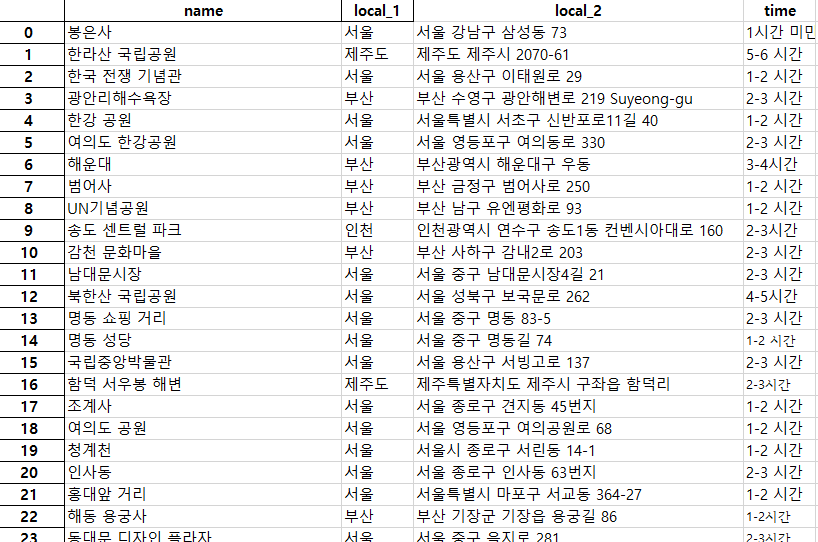 name local_1 local_2 time
0 봉은사 서울 서울 강남구 삼성동 73 1시간 미만
1 한라산 국립공원 제주도 제주도 제주시 2070-61 5-6 시간
2 한국 전쟁 기념관 서울 서울 용산구 이태원로 29 1-2 시간
3 광안리해수욕장 부산 부산 수영구 광안해변로 219 Suyeong-gu 2-3 시간
4 한강 공원 서울 서울특별시 서초구 신반포로11길 40 1-2 시간
5 여의도 한강공원 서울 서울 영등포구 여의동로 330 2-3 시간
6 해운대 부산 부산광역시 해운대구 우동 3-4시간
7 범어사 부산 부산 금정구 범어사로 250 1-2 시간
8 UN기념공원 부산 부산 남구 유엔평화로 93 1-2 시간
9 송도 센트럴 파크 인천 인천광역시 연수구 송도1동 컨벤시아대로 160 2-3시간
10 감천 문화마을 부산 부산 사하구 감내2로 203 2-3 시간
11 남대문시장 서울 서울 중구 남대문시장4길 21 2-3 시간
12 북한산 국립공원 서울 서울 성북구 보국문로 262 4-5시간
13 명동 쇼핑 거리 서울 서울 중구 명동 83-5 2-3 시간
14 명동 성당 서울 서울 중구 명동길 74 1-2 시간
15 국립중앙박물관 서울 서울 용산구 서빙고로 137 2-3 시간
16 함덕 서우봉 해변 제주도 제주특별자치도 제주시 구좌읍 함덕리 2-3시간
17 조계사 서울 서울 종로구 견지동 45번지 1-2 시간
18 여의도 공원 서울 서울 영등포구 여의공원로 68 1-2 시간
19 청계천 서울 서울시 종로구 서린동 14-1 1-2 시간
20 인사동 서울 서울 종로구 인사동 63번지 2-3 시간
21 홍대앞 거리 서울 서울특별시 마포구 서교동 364-27 1-2 시간
22 해동 용궁사 부산 부산 기장군 기장읍 용궁길 86 1-2시간
23 동대문 디자인 플라자 서울 서울 중구 을지로 281 2-3시간